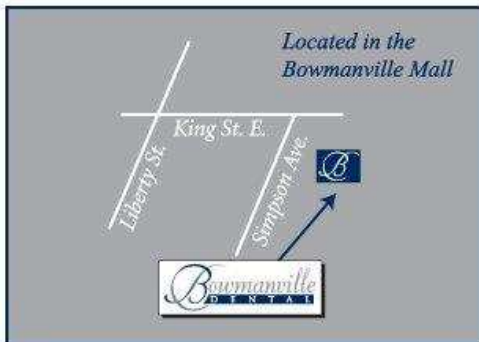 Located in the
Bowmanville Mall
King St. E.
Liberty St.
Simpson Ave.
B
Bowmanville
DENTAL